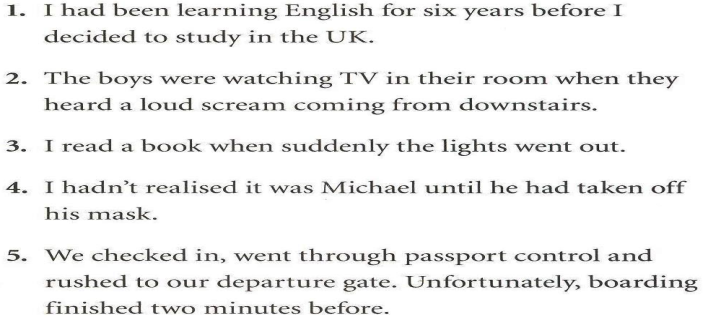 1. I had been learning English for six years before I
decided to study in the UK.
2. The boys were watching TV in their room when they
heard a loud scream coming from downstairs.
3. I read a book when suddenly the lights went out.
4. I hadn't realised it was Michael until he had taken off
his mask.
5. We checked in, went through passport control and
rushed to our departure gate. Unfortunately, boarding
finished two minutes before.